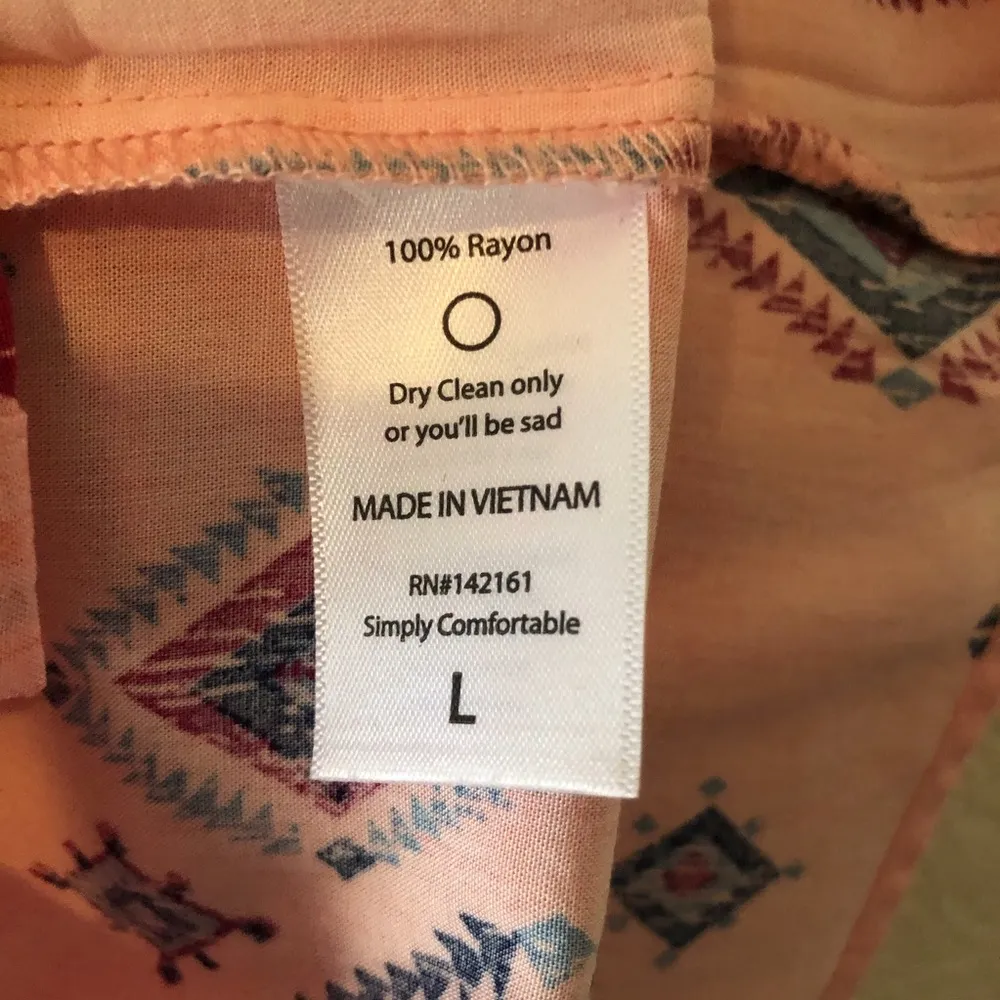 100% Rayon
Dry Clean only
or you'll be sad
MADE IN VIETNAM
RN#142161
Simply Comfortable
L